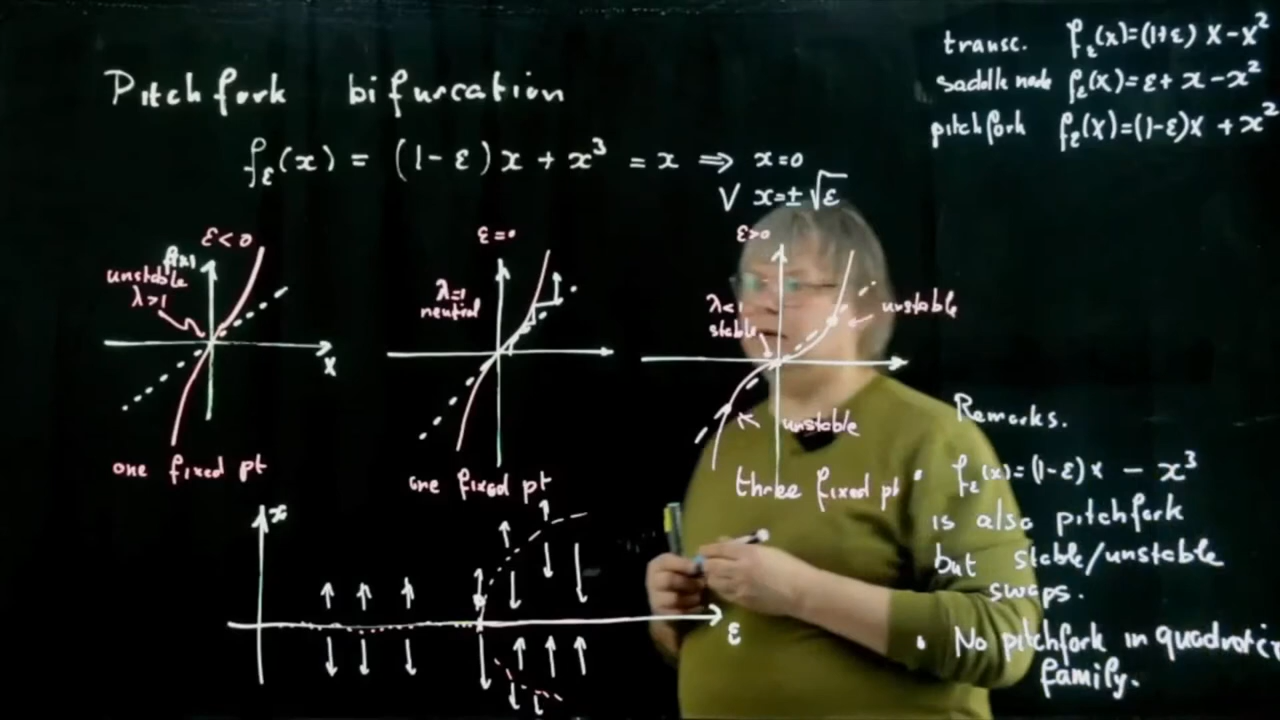 transc. fε(x)=(1+ε) x-x²
saddle node fε(x)=ε+ x-x²
pitchfork fε(x)=(1-ε)x +x²
Pitchfork bifurcation
fε(x) = (1-ε)x + x³ = x ⇒ x=0
V x=±√ε
ε<0
f(x)
unstable
λ>1
x
one fixed pt
ε=0
λ=1
neutral
one fixed pt
ε>0
λ<1
stable
unstable
unstable
three fixed pt
x
ε
Remarks.
• fε(x)=(1-ε)x - x³
is also pitchfork
but stable/unstable
swaps.
• No pitchfork in quadratic
family.